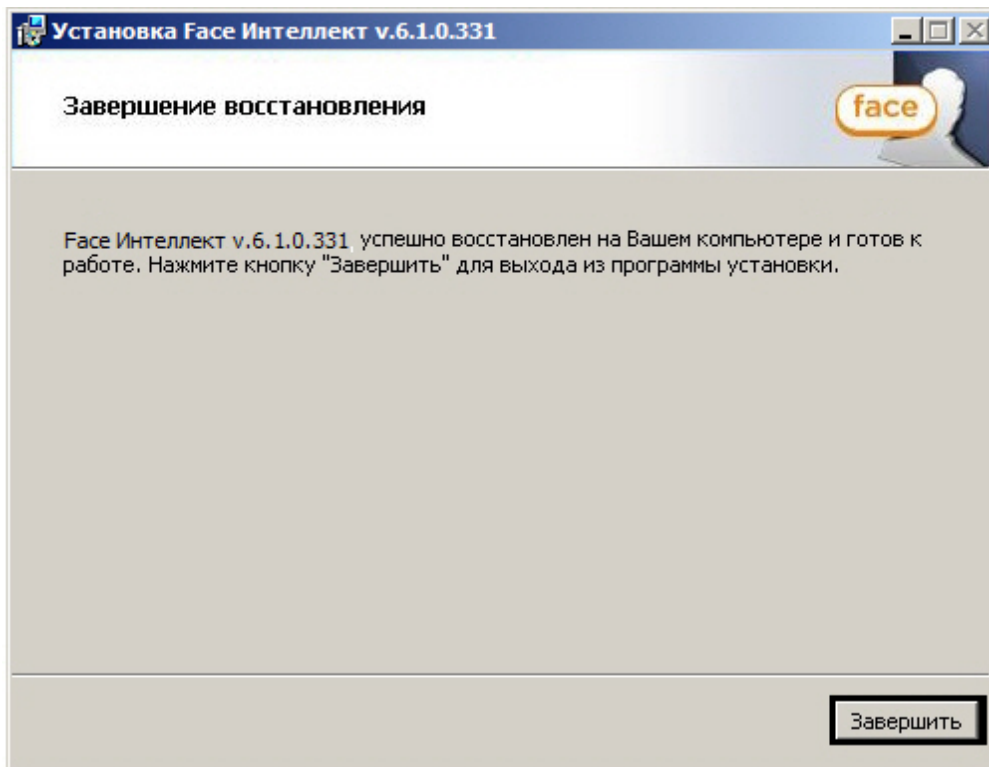 Установка Face Интеллект v.6.1.0.331
Завершение восстановления
face
Face Интеллект v.6.1.0.331 успешно восстановлен на Вашем компьютере и готов к
работе. Нажмите кнопку "Завершить" для выхода из программы установки.
Завершить